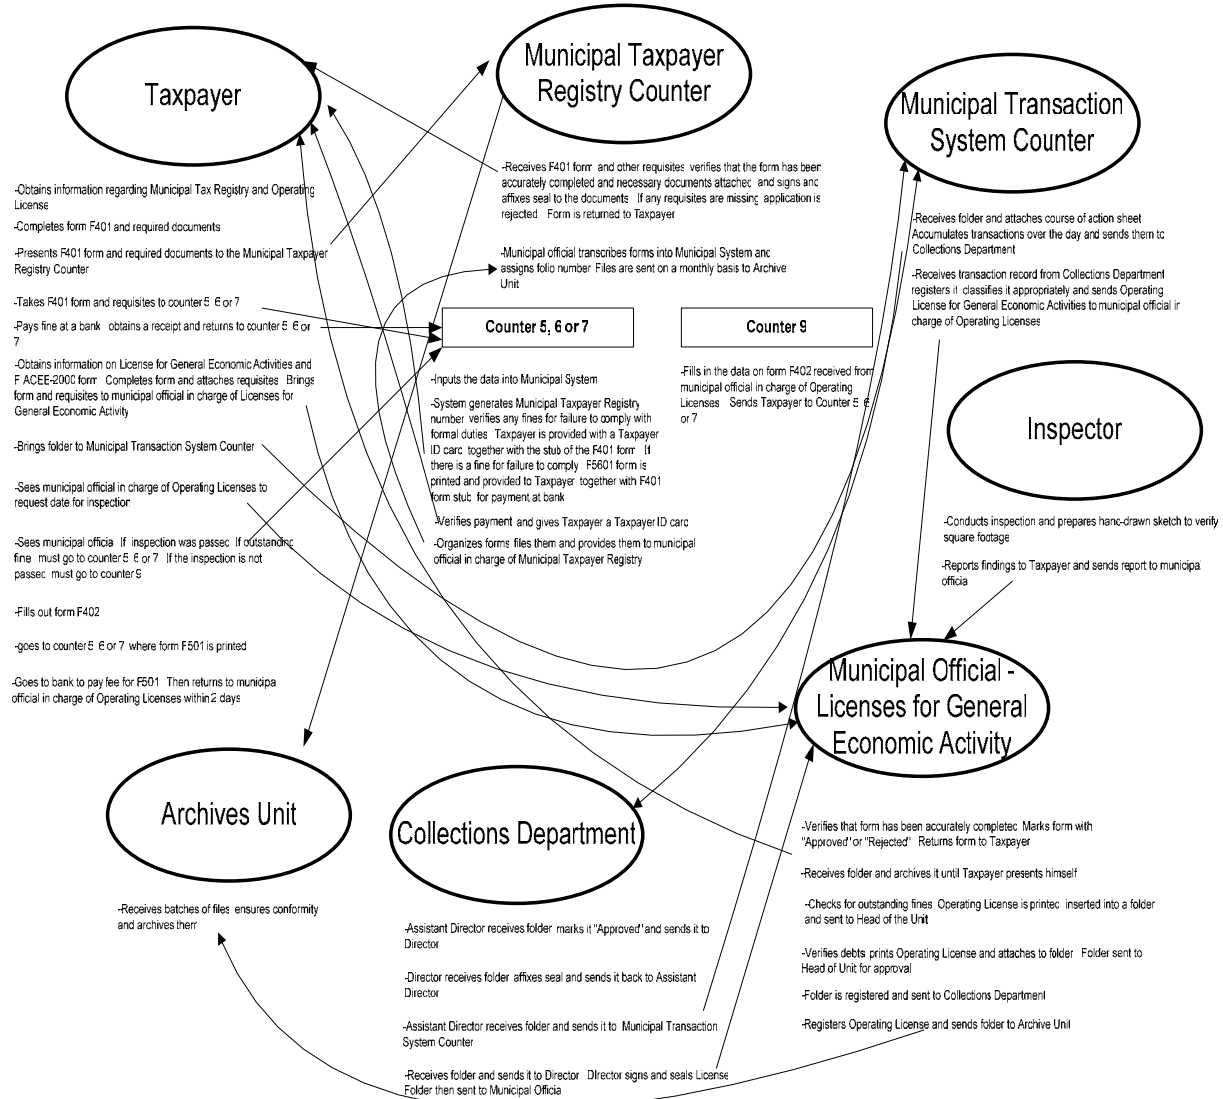 Taxpayer
-Obtains information regarding Municipal Tax Registry and Operating
License
-Completes form F401 and required documents
-Presents F401 form and required documents to the Municipal Taxpayer
Registry Counter
-Takes F401 form and requisites to counter 5 6 or 7
-Pays fine at a bank obtains a receipt and returns to counter 5 6 or
7
-Obtains information on License for General Economic Activities and
F ACEE-2000 form Completes form and attaches requisites Brings
form and requisites to municipal official in charge of Licenses for
General Economic Activity
-Brings folder to Municipal Transaction System Counter
-Sees municipal official in charge of Operating Licenses to
request date for inspection
-Sees municipal officia If inspection was passed If outstanding
fine must go to counter 5 6 or 7 If the inspection is not
passed must go to counter 9
-Fills out form F402
-goes to counter 5 6 or 7 where form F501 is printed
-Goes to bank to pay fee for F501 Then returns to municipa
official in charge of Operating Licenses within 2 days
Municipal Taxpayer
Registry Counter
-Receives F401 form and other requisites verifies that the form has been
accurately completed and necessary documents attached and signs and
affixes seal to the documents If any requisites are missing application is
rejected Form is returned to Taxpayer
-Municipal official transcribes forms into Municipal System and
assigns folio number Files are sent on a monthly basis to Archive
Unit
Counter 5, 6 or 7
-Inputs the data into Municipal System
-System generates Municipal Taxpayer Registry
number verifies any fines for failure to comply with
formal duties Taxpayer is provided with a Taxpayer
ID card together with the stub of the F401 form If
there is a fine for failure to comply F5601 form is
printed and provided to Taxpayer together with F401
form stub for payment at bank
-Verifies payment and gives Taxpayer a Taxpayer ID card
-Organizes forms files them and provides them to municipal
official in charge of Municipal Taxpayer Registry
Counter 9
-Fills in the data on form F402 received from
municipal official in charge of Operating
Licenses Sends Taxpayer to Counter 5 6
or 7
Municipal Transaction
System Counter
-Receives folder and attaches course of action sheet
Accumulates transactions over the day and sends them to
Collections Department
-Receives transaction record from Collections Department
registers it classifies it appropriately and sends Operating
License for General Economic Activities to municipal official in
charge of Operating Licenses
Inspector
-Conducts inspection and prepares hand-drawn sketch to verify
square footage
-Reports findings to Taxpayer and sends report to municipal
officia
Municipal Official -
Licenses for General
Economic Activity
-Verifies that form has been accurately completed Marks form with
"Approved" or "Rejected" Returns form to Taxpayer
-Receives folder and archives it until Taxpayer presents himself
-Checks for outstanding fines Operating License is printed inserted into a folder
and sent to Head of the Unit
-Verifies debts prints Operating License and attaches to folder Folder sent to
Head of Unit for approval
-Folder is registered and sent to Collections Department
-Registers Operating License and sends folder to Archive Unit
Archives Unit
-Receives batches of files ensures conformity
and archives them
Collections Department
-Assistant Director receives folder marks it "Approved" and sends it to
Director
-Director receives folder affixes seal and sends it back to Assistant
Director
-Assistant Director receives folder and sends it to Municipal Transaction
System Counter
-Receives folder and sends it to Director Director signs and seals License
Folder then sent to Municipal Officia